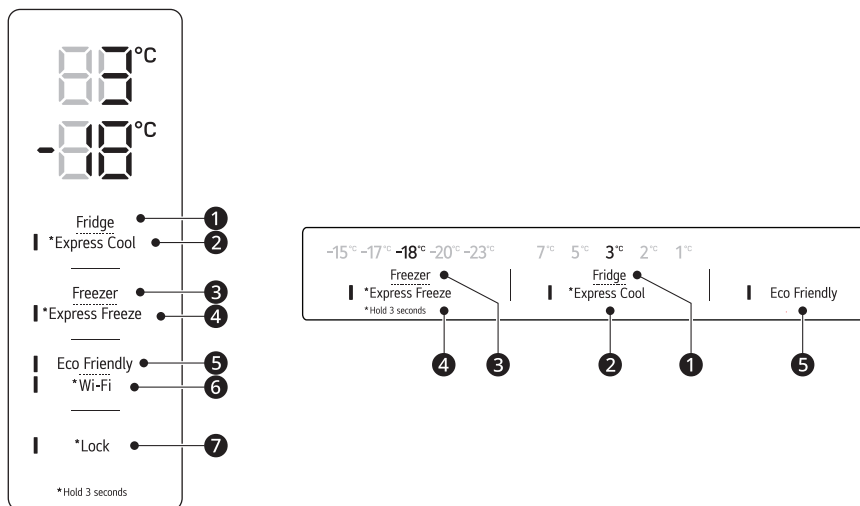 3°C
-18°C
Fridge
*Express Cool
Freezer
*Express Freeze
Eco Friendly
*Wi-Fi
*Lock
*Hold 3 seconds
1
2
3
4
5
6
7
-15°C -17°C -18°C -20°C -23°C 7°C 5°C 3°C 2°C 1°C
Freezer Fridge
*Express Freeze *Express Cool Eco Friendly
*Hold 3 seconds
4 3 2 1 5